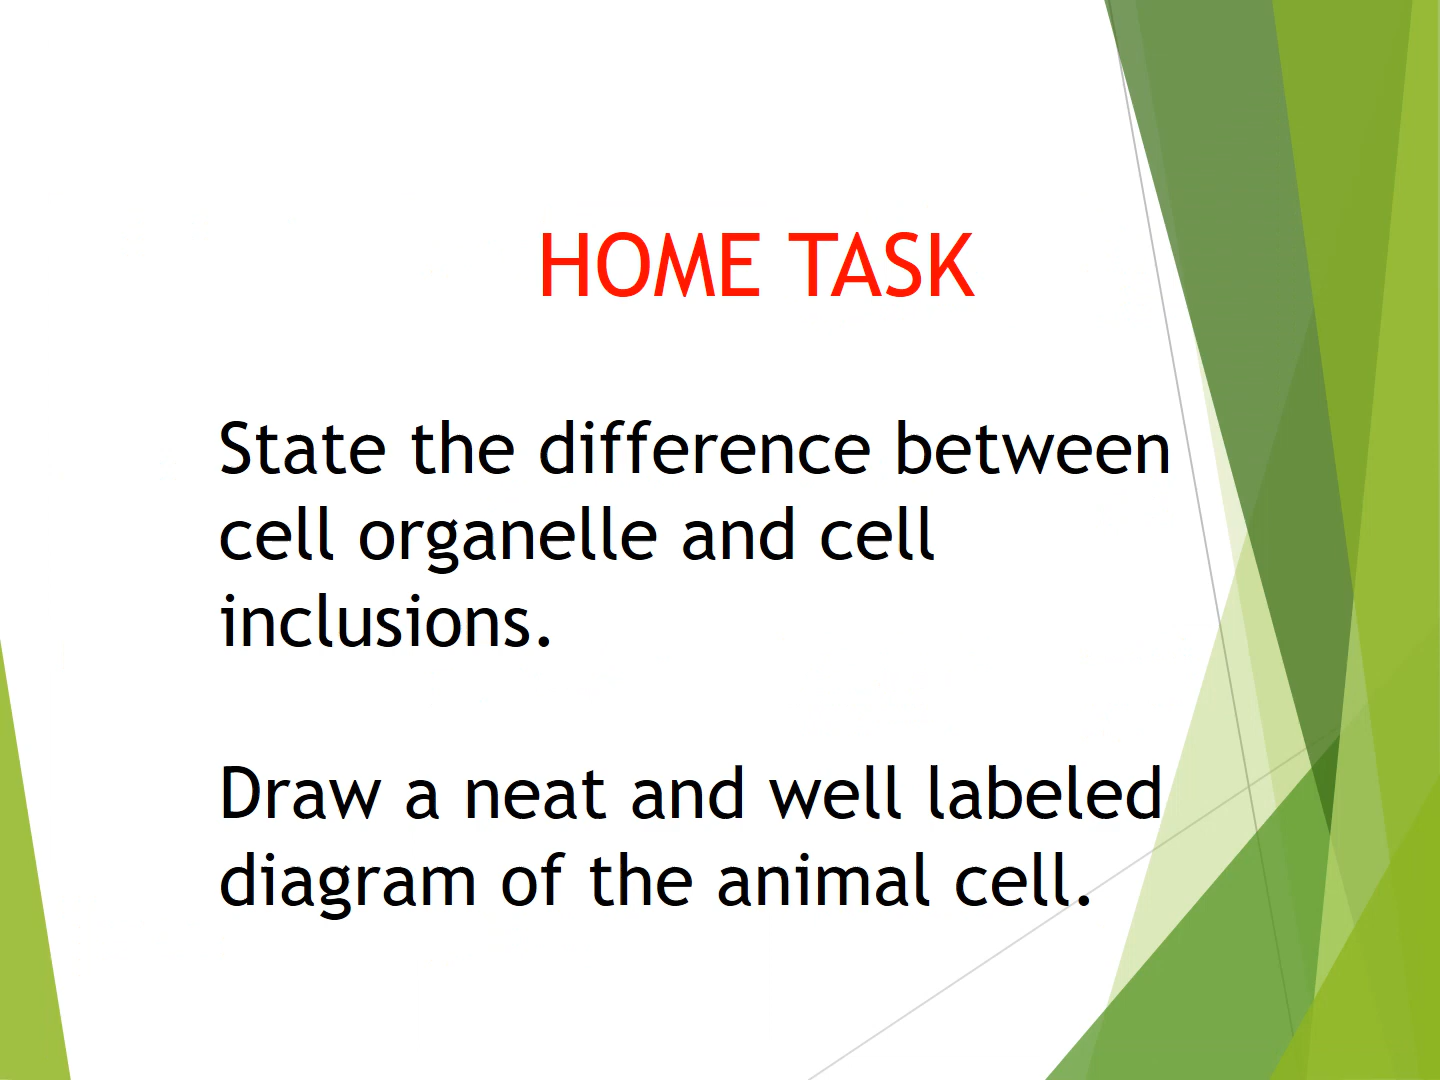 HOME TASK
State the difference between
cell organelle and cell
inclusions.
Draw a neat and well labeled
diagram of the animal cell.